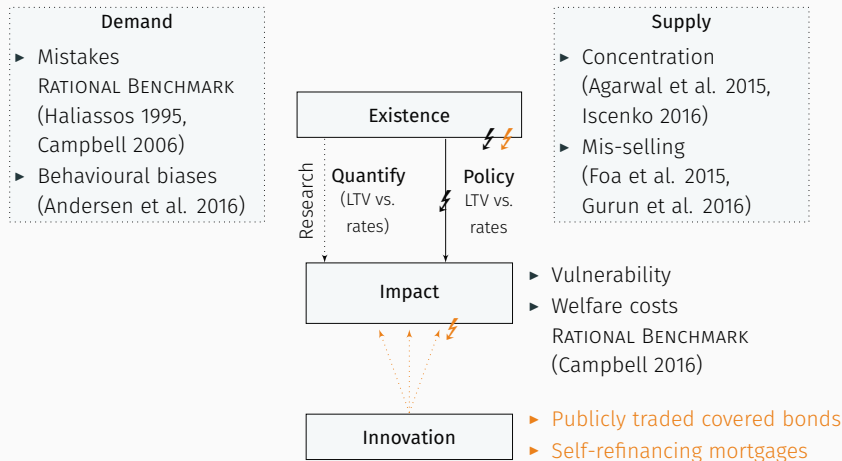 Demand
▸ Mistakes
RATIONAL BENCHMARK
(Haliassos 1995,
Campbell 2006)
▸ Behavioural biases
(Andersen et al. 2016)
Supply
▸ Concentration
(Agarwal et al. 2015,
Iscenko 2016)
▸ Mis-selling
(Foa et al. 2015,
Gurun et al. 2016)
Existence
Research
Quantify
(LTV vs.
rates)
Policy
LTV vs.
rates
Impact
▸ Vulnerability
▸ Welfare costs
RATIONAL BENCHMARK
(Campbell 2016)
Innovation
▸ Publicly traded covered bonds
▸ Self-refinancing mortgages